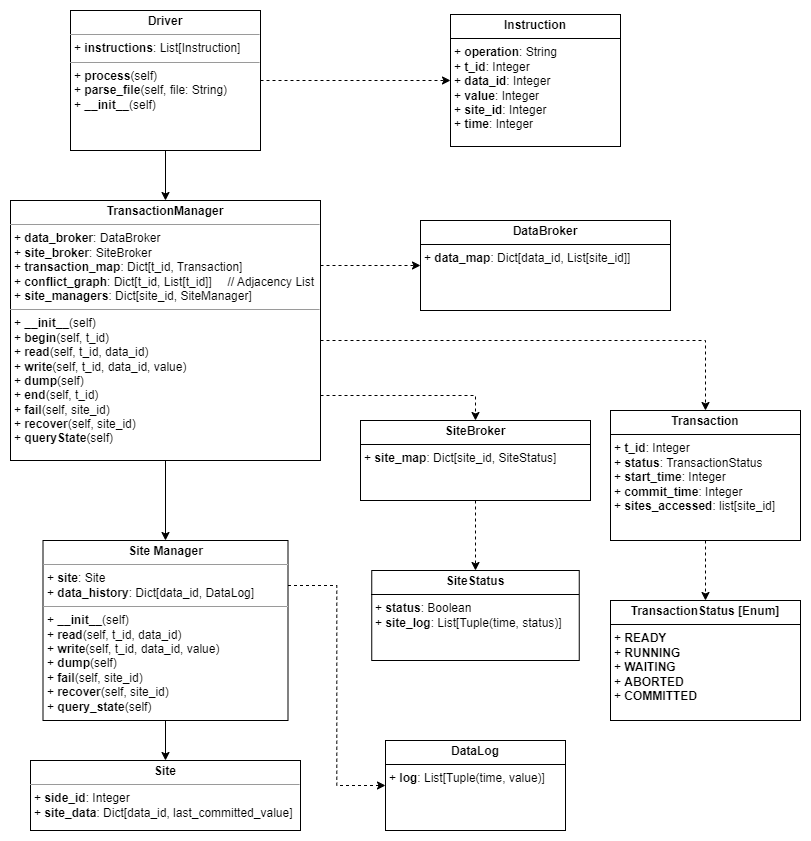 Driver
+ instructions: List[Instruction]
+ process(self)
+ parse_file(self, file: String)
+ __init__(self)
Instruction
+ operation: String
+ t_id: Integer
+ data_id: Integer
+ value: Integer
+ site_id: Integer
+ time: Integer
TransactionManager
+ data_broker: DataBroker
+ site_broker: SiteBroker
+ transaction_map: Dict[t_id, Transaction]
+ conflict_graph: Dict[t_id, List[t_id]] // Adjacency List
+ site_managers: Dict[site_id, SiteManager]
+ __init__(self)
+ begin(self, t_id)
+ read(self, t_id, data_id)
+ write(self, t_id, data_id, value)
+ dump(self)
+ end(self, t_id)
+ fail(self, site_id)
+ recover(self, site_id)
+ queryState(self)
DataBroker
+ data_map: Dict[data_id, List[site_id]]
SiteBroker
+ site_map: Dict[site_id, SiteStatus]
Transaction
+ t_id: Integer
+ status: TransactionStatus
+ start_time: Integer
+ commit_time: Integer
+ sites_accessed: list[site_id]
Site Manager
+ site: Site
+ data_history: Dict[data_id, DataLog]
+ __init__(self)
+ read(self, t_id, data_id)
+ write(self, t_id, data_id, value)
+ dump(self)
+ fail(self, site_id)
+ recover(self, site_id)
+ query_state(self)
SiteStatus
+ status: Boolean
+ site_log: List[Tuple(time, status)]
TransactionStatus [Enum]
+ READY
+ RUNNING
+ WAITING
+ ABORTED
+ COMMITTED
Site
+ side_id: Integer
+ site_data: Dict[data_id, last_committed_value]
DataLog
+ log: List[Tuple(time, value)]